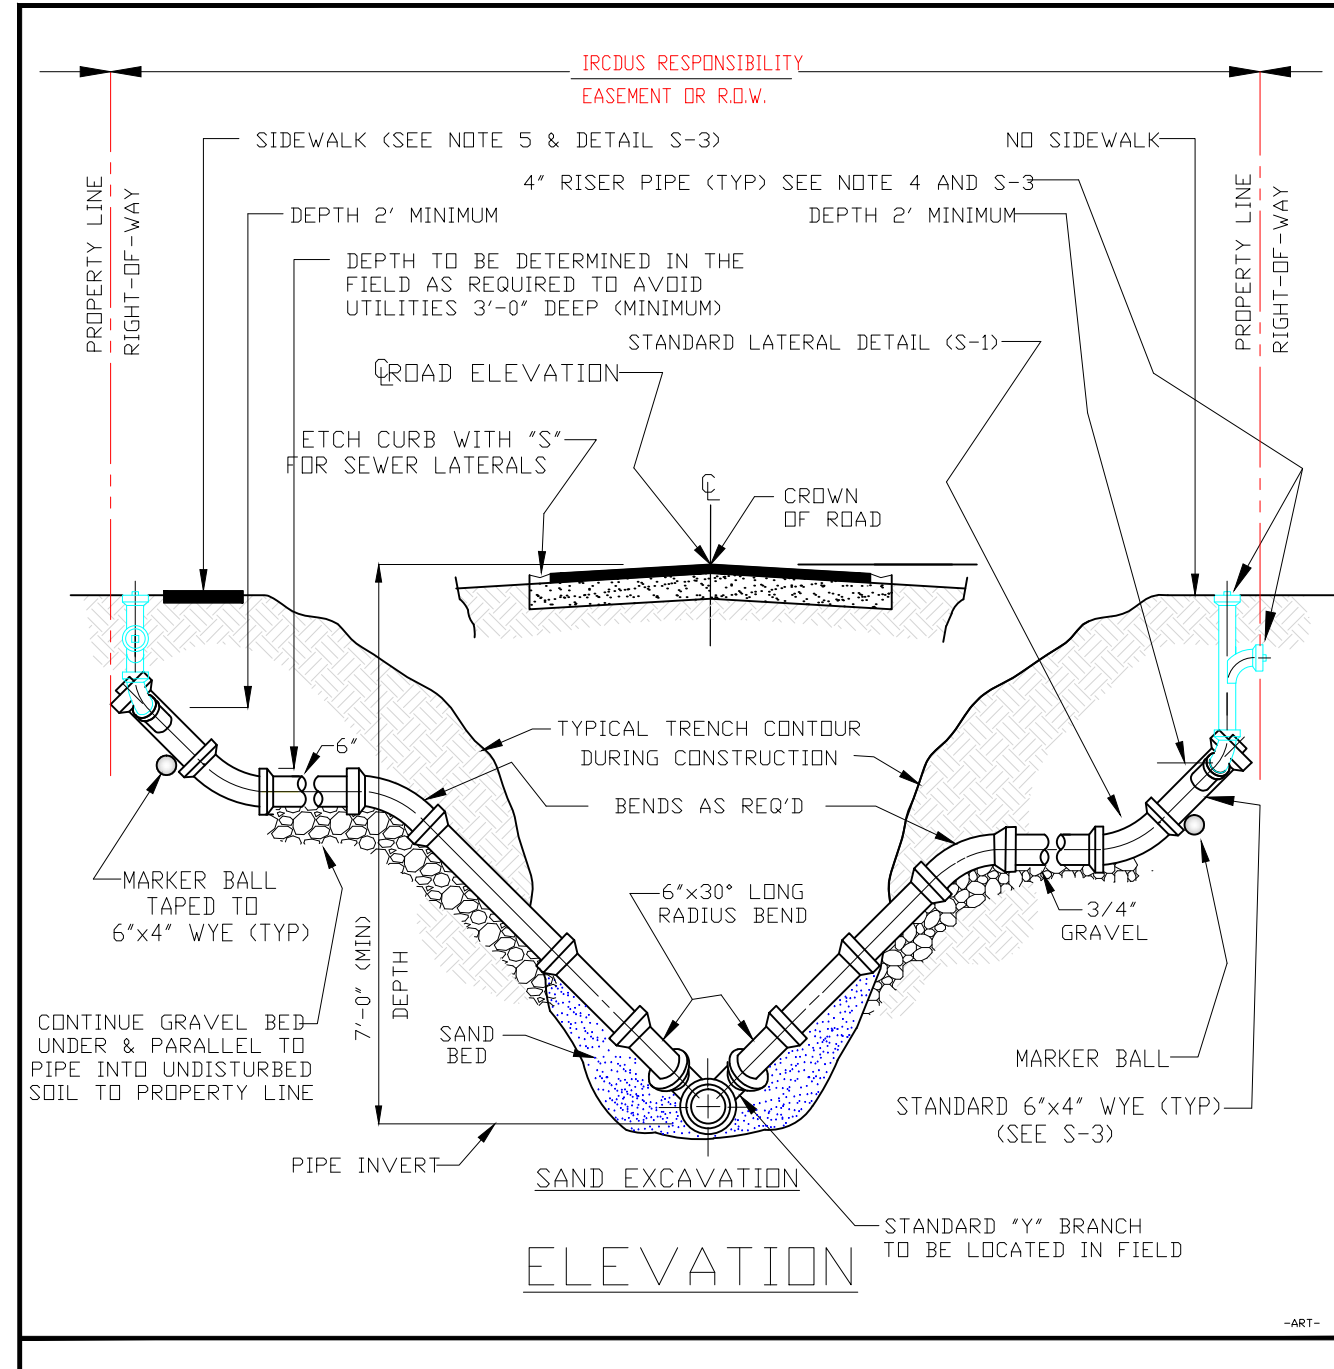 IRCDUS RESPONSIBILITY
EASEMENT OR R.O.W.
SIDEWALK (SEE NOTE 5 & DETAIL S-3)
NO SIDEWALK
4" RISER PIPE (TYP) SEE NOTE 4 AND S-3
PROPERTY LINE
RIGHT-OF-WAY
DEPTH 2' MINIMUM
DEPTH 2' MINIMUM
PROPERTY LINE
RIGHT-OF-WAY
DEPTH TO BE DETERMINED IN THE
FIELD AS REQUIRED TO AVOID
UTILITIES 3'-0" DEEP (MINIMUM)
STANDARD LATERAL DETAIL (S-1)
℄ ROAD ELEVATION
ETCH CURB WITH "S"
FOR SEWER LATERALS
℄
CROWN
OF ROAD
TYPICAL TRENCH CONTOUR
DURING CONSTRUCTION
6"
BENDS AS REQ'D
MARKER BALL
TAPED TO
6"x4" WYE (TYP)
6"x30° LONG
RADIUS BEND
3/4"
GRAVEL
7'-0" (MIN)
DEPTH
CONTINUE GRAVEL BED
UNDER & PARALLEL TO
PIPE INTO UNDISTURBED
SOIL TO PROPERTY LINE
SAND
BED
MARKER BALL
STANDARD 6"x4" WYE (TYP)
(SEE S-3)
PIPE INVERT
SAND EXCAVATION
STANDARD "Y" BRANCH
TO BE LOCATED IN FIELD
ELEVATION
-ART-